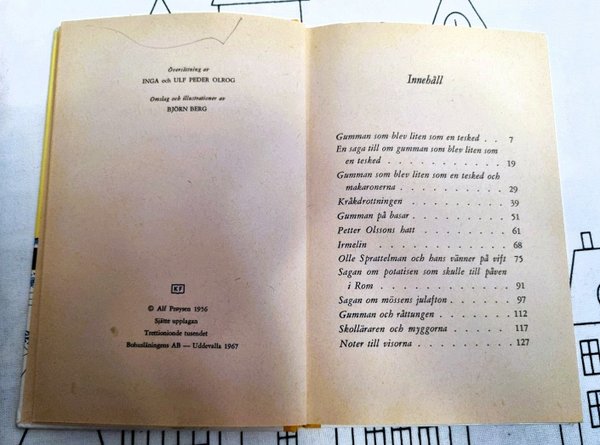 Översättning av
INGA och ULF PEDER OLROG
Omslag och illustrationer av
BJÖRN BERG
KF
© Alf Prøysen 1956
Sjätte upplagan
Trettionionde tusendet
Bohusläningens AB — Uddevalla 1967
Innehåll
Gumman som blev liten som en tesked . . 7
En saga till om gumman som blev liten som
en tesked . . . . . . . . . . 19
Gumman som blev liten som en tesked och
makaronerna . . . . . . . . . 29
Kråkdrottningen . . . . . . . . 39
Gumman på basar . . . . . . . . 51
Petter Olssons hatt . . . . . . . 61
Irmelin . . . . . . . . . . . 68
Olle Sprattelman och hans vänner på vift 75
Sagan om potatisen som skulle till påven
i Rom . . . . . . . . . . . 91
Sagan om mössens julafton . . . . . 97
Gumman och råttungen . . . . . . 112
Skolläraren och myggorna . . . . . 117
Noter till visorna . . . . . . . . 127